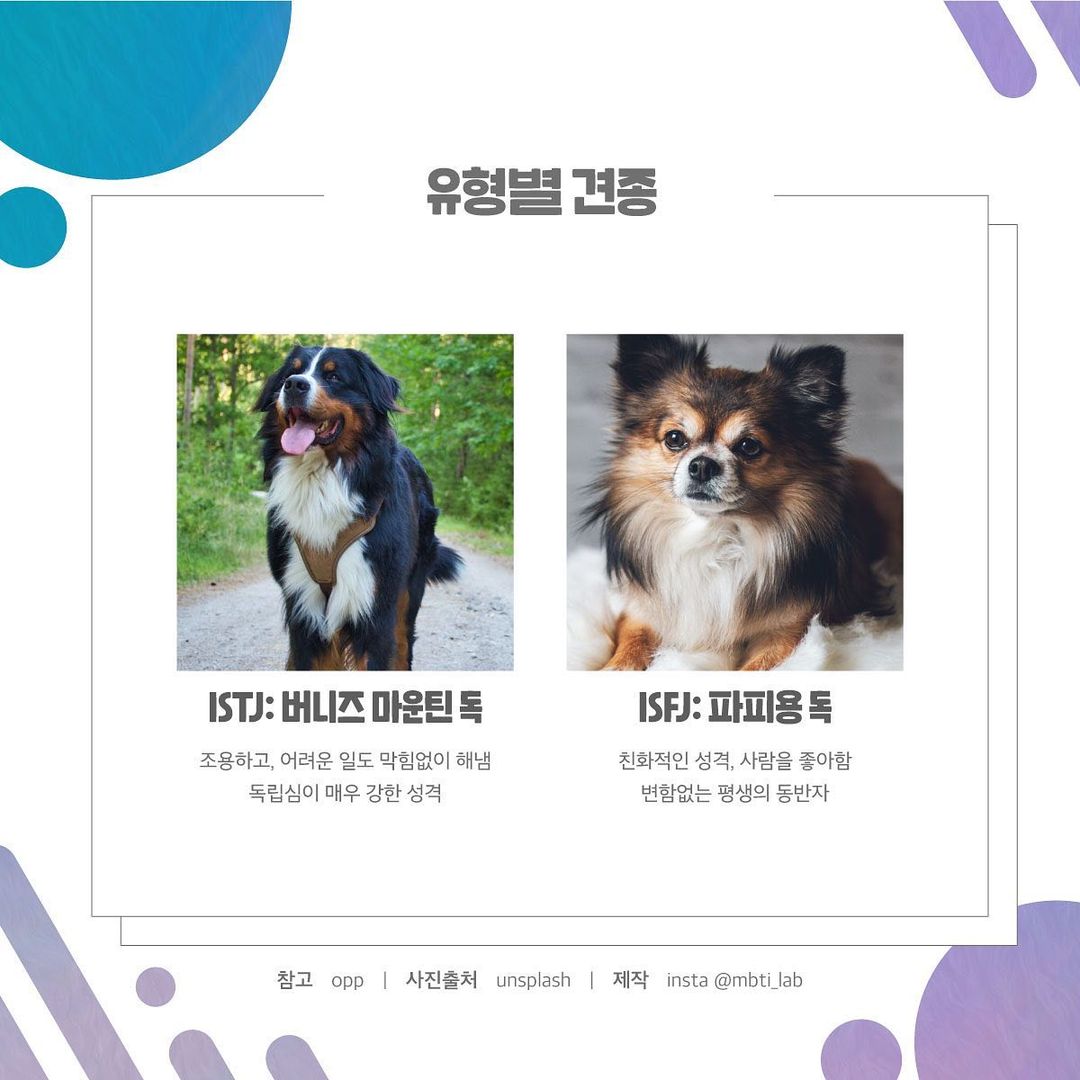 유형별 견종
ISTJ: 버니즈 마운틴 독
조용하고, 어려운 일도 막힘없이 해냄
독립심이 매우 강한 성격
ISFJ: 파피용 독
친화적인 성격, 사람을 좋아함
변함없는 평생의 동반자
참고 opp | 사진출처 unsplash | 제작 insta @mbti_lab